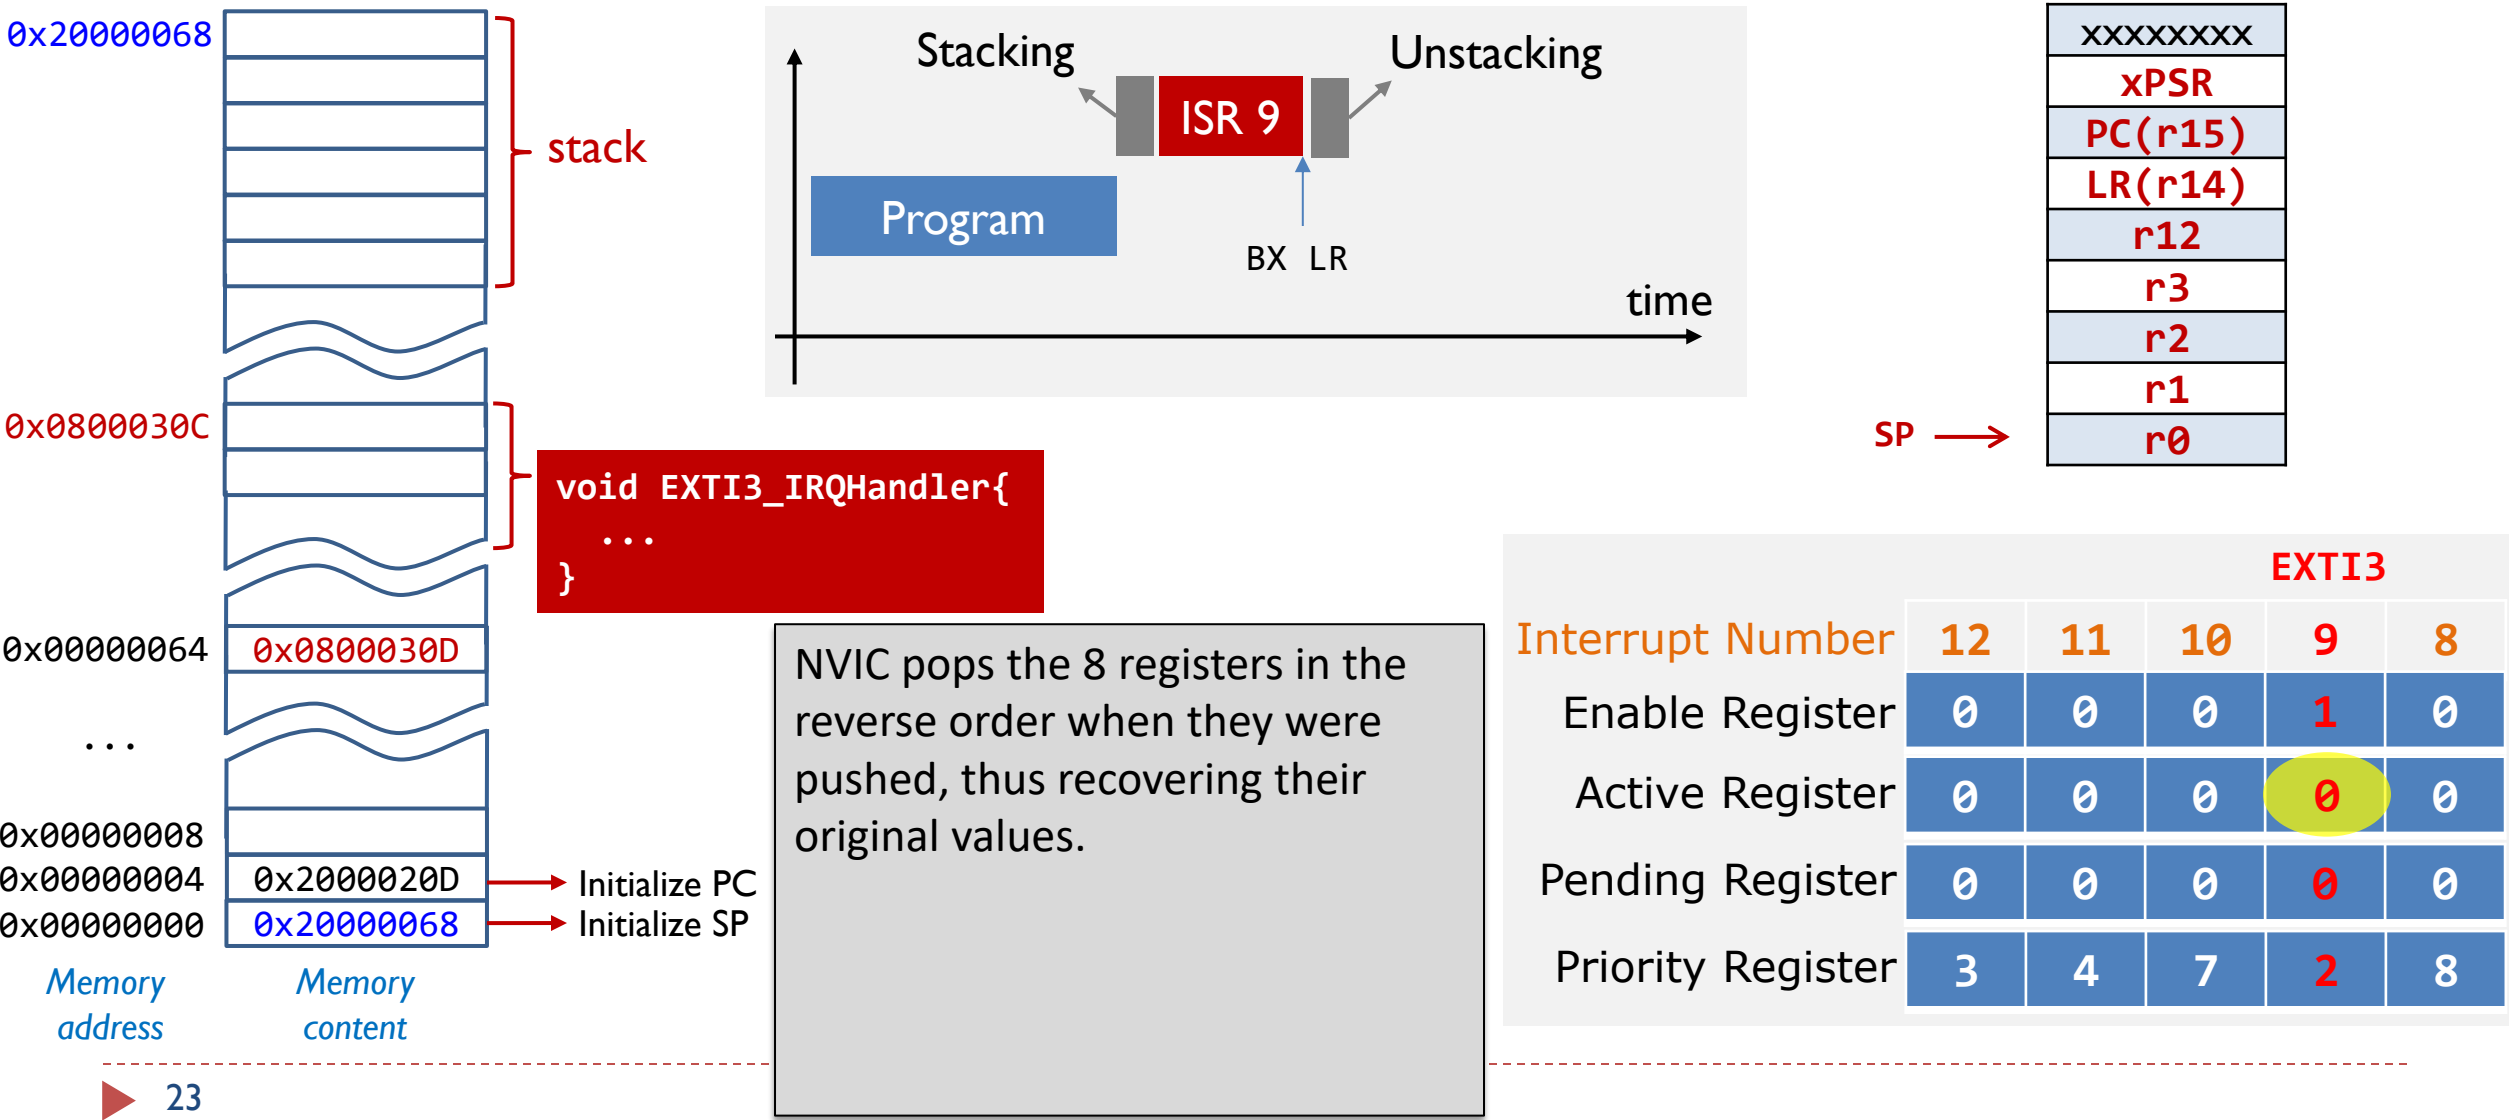 0x20000068
stack
0x0800030C
void EXTI3_IRQHandler{
...
}
0x00000064
0x0800030D
...
0x00000008
0x00000004
0x2000020D
Initialize PC
0x00000000
0x20000068
Initialize SP
Memory
address
Memory
content
23
Stacking
Unstacking
ISR 9
Program
BX LR
time
xxxxxxxx
xPSR
PC(r15)
LR(r14)
r12
r3
r2
r1
SP
r0
NVIC pops the 8 registers in the
reverse order when they were
pushed, thus recovering their
original values.
EXTI3
Interrupt Number 12 11 10 9 8
Enable Register 0 0 0 1 0
Active Register 0 0 0 0 0
Pending Register 0 0 0 0 0
Priority Register 3 4 7 2 8